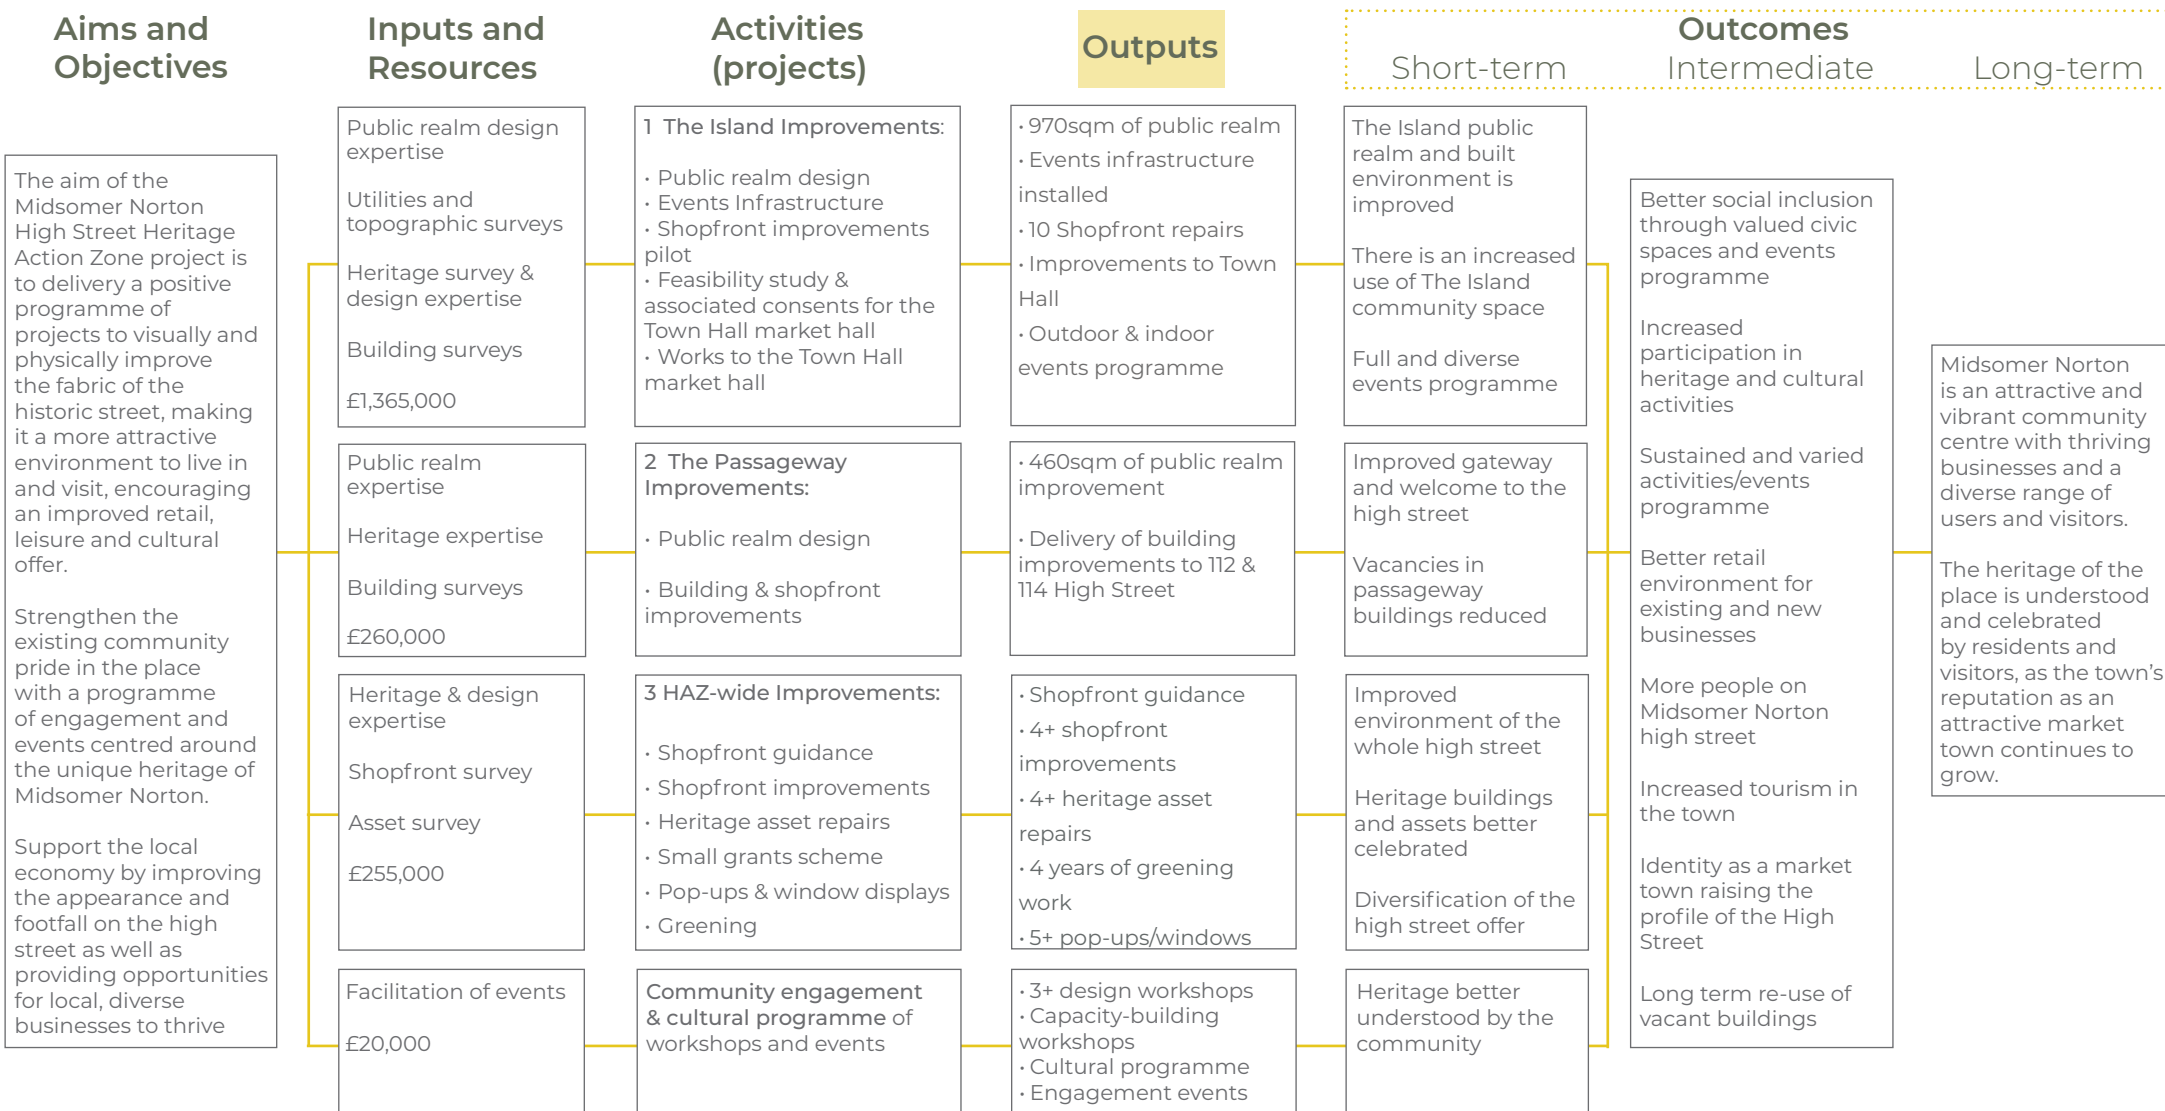 Aims and
Objectives
Inputs and
Resources
Activities
(projects)
Outputs
Outcomes
Short-term
Intermediate
Long-term
The aim of the
Midsomer Norton
High Street Heritage
Action Zone project is
to delivery a positive
programme of
projects to visually and
physically improve
the fabric of the
historic street, making
it a more attractive
environment to live in
and visit, encouraging
an improved retail,
leisure and cultural
offer.
Strengthen the
existing community
pride in the place
with a programme
of engagement and
events centred around
the unique heritage of
Midsomer Norton.
Support the local
economy by improving
the appearance and
footfall on the high
street as well as
providing opportunities
for local, diverse
businesses to thrive
Public realm design
expertise
Utilities and
topographic surveys
Heritage survey &
design expertise
Building surveys
£1,365,000
1 The Island Improvements:
· Public realm design
· Events Infrastructure
· Shopfront improvements
pilot
· Feasibility study &
associated consents for the
Town Hall market hall
· Works to the Town Hall
market hall
· 970sqm of public realm
· Events infrastructure
installed
· 10 Shopfront repairs
· Improvements to Town
Hall
· Outdoor & indoor
events programme
The Island public
realm and built
environment is
improved
There is an increased
use of The Island
community space
Full and diverse
events programme
Public realm
expertise
Heritage expertise
Building surveys
£260,000
2 The Passageway
Improvements:
· Public realm design
· Building & shopfront
improvements
· 460sqm of public realm
improvement
· Delivery of building
improvements to 112 &
114 High Street
Improved gateway
and welcome to the
high street
Vacancies in
passageway
buildings reduced
Heritage & design
expertise
Shopfront survey
Asset survey
£255,000
3 HAZ-wide Improvements:
· Shopfront guidance
· Shopfront improvements
· Heritage asset repairs
· Small grants scheme
· Pop-ups & window displays
· Greening
· Shopfront guidance
· 4+ shopfront
improvements
· 4+ heritage asset
repairs
· 4 years of greening
work
· 5+ pop-ups/windows
Improved
environment of the
whole high street
Heritage buildings
and assets better
celebrated
Diversification of the
high street offer
Facilitation of events
£20,000
Community engagement
& cultural programme of
workshops and events
· 3+ design workshops
· Capacity-building
workshops
· Cultural programme
· Engagement events
Heritage better
understood by the
community
Better social inclusion
through valued civic
spaces and events
programme
Increased
participation in
heritage and cultural
activities
Sustained and varied
activities/events
programme
Better retail
environment for
existing and new
businesses
More people on
Midsomer Norton
high street
Increased tourism in
the town
Identity as a market
town raising the
profile of the High
Street
Long term re-use of
vacant buildings
Midsomer Norton
is an attractive and
vibrant community
centre with thriving
businesses and a
diverse range of
users and visitors.
The heritage of the
place is understood
and celebrated
by residents and
visitors, as the town's
reputation as an
attractive market
town continues to
grow.